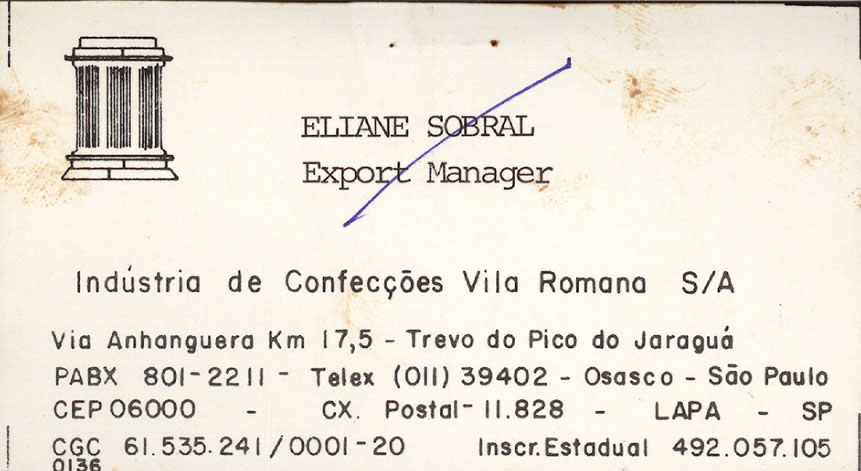 ELIANE SOBRAL
Export Manager
Indústria de Confecções Vila Romana S/A
Via Anhanguera Km 17,5 - Trevo do Pico do Jaraguá
PABX 801-2211 - Telex (011) 39402 - Osasco - São Paulo
CEP 06000 - CX. Postal - 11.828 - LAPA - SP
CGC 61.535.241/0001-20 Inscr. Estadual 492.057.105
0136